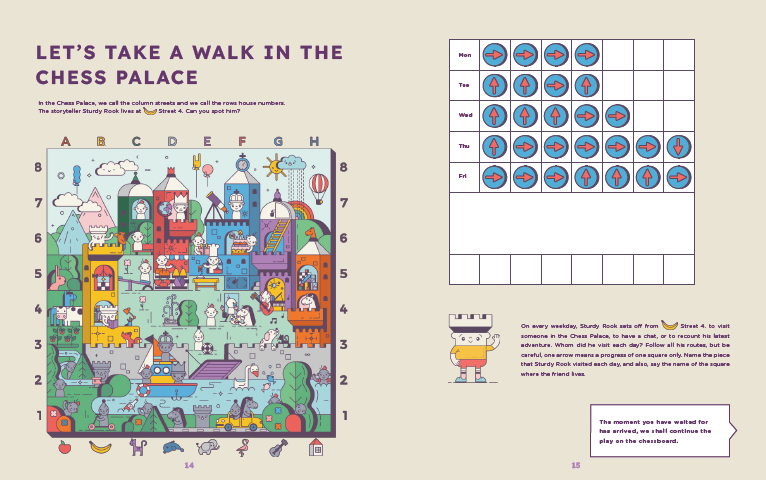 LET'S TAKE A WALK IN THE
CHESS PALACE
In the Chess Palace, we call the column streets and we call the rows house numbers.
The storyteller Sturdy Rook lives at Street 4. Can you spot him?
A B C D E F G H
8 8
7 7
6 6
5 5
4 4
3 3
2 2
1 1
14
Mon
Tue
Wed
Thu
Fri
On every weekday, Sturdy Rook sets off from Street 4. to visit
someone in the Chess Palace, to have a chat, or to recount his latest
adventure. Whom did he visit each day? Follow all his routes, but be
careful, one arrow means a progress of one square only. Name the piece
that Sturdy Rook visited each day, and also, say the name of the square
where the friend lives.
The moment you have waited for
has arrived, we shall continue the
play on the chessboard.
15